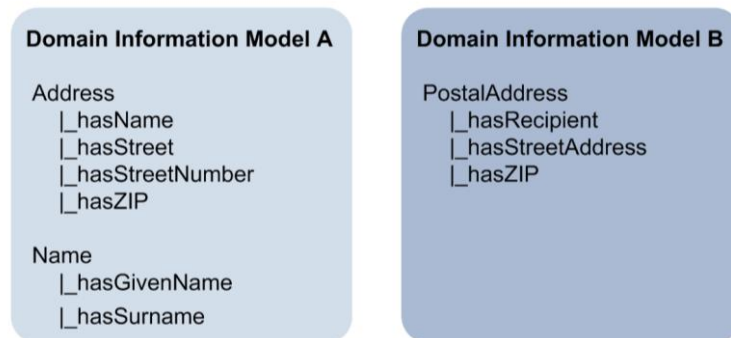 Domain Information Model A
Address
|_hasName
|_hasStreet
|_hasStreetNumber
|_hasZIP
Name
|_hasGivenName
|_hasSurname
Domain Information Model B
PostalAddress
|_hasRecipient
|_hasStreetAddress
|_hasZIP